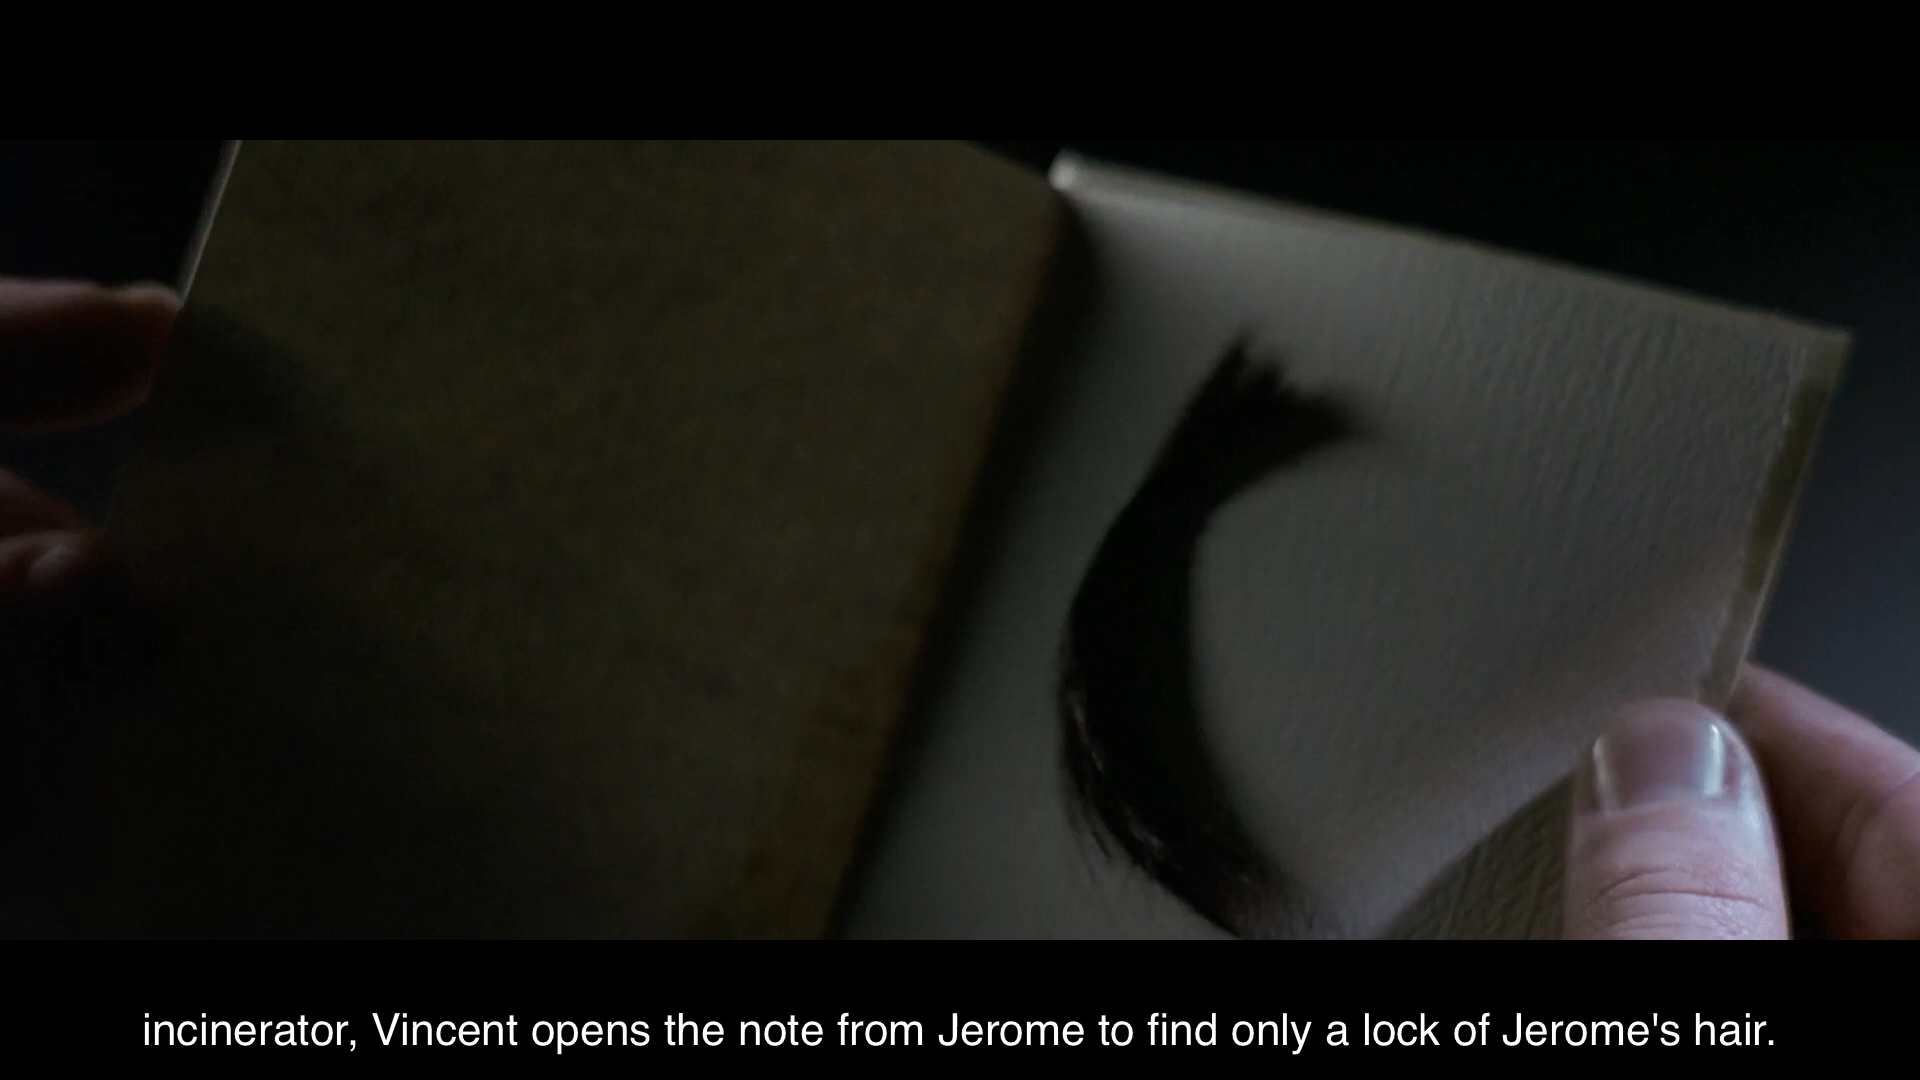 incinerator, Vincent opens the note from Jerome to find only a lock of Jerome's hair.